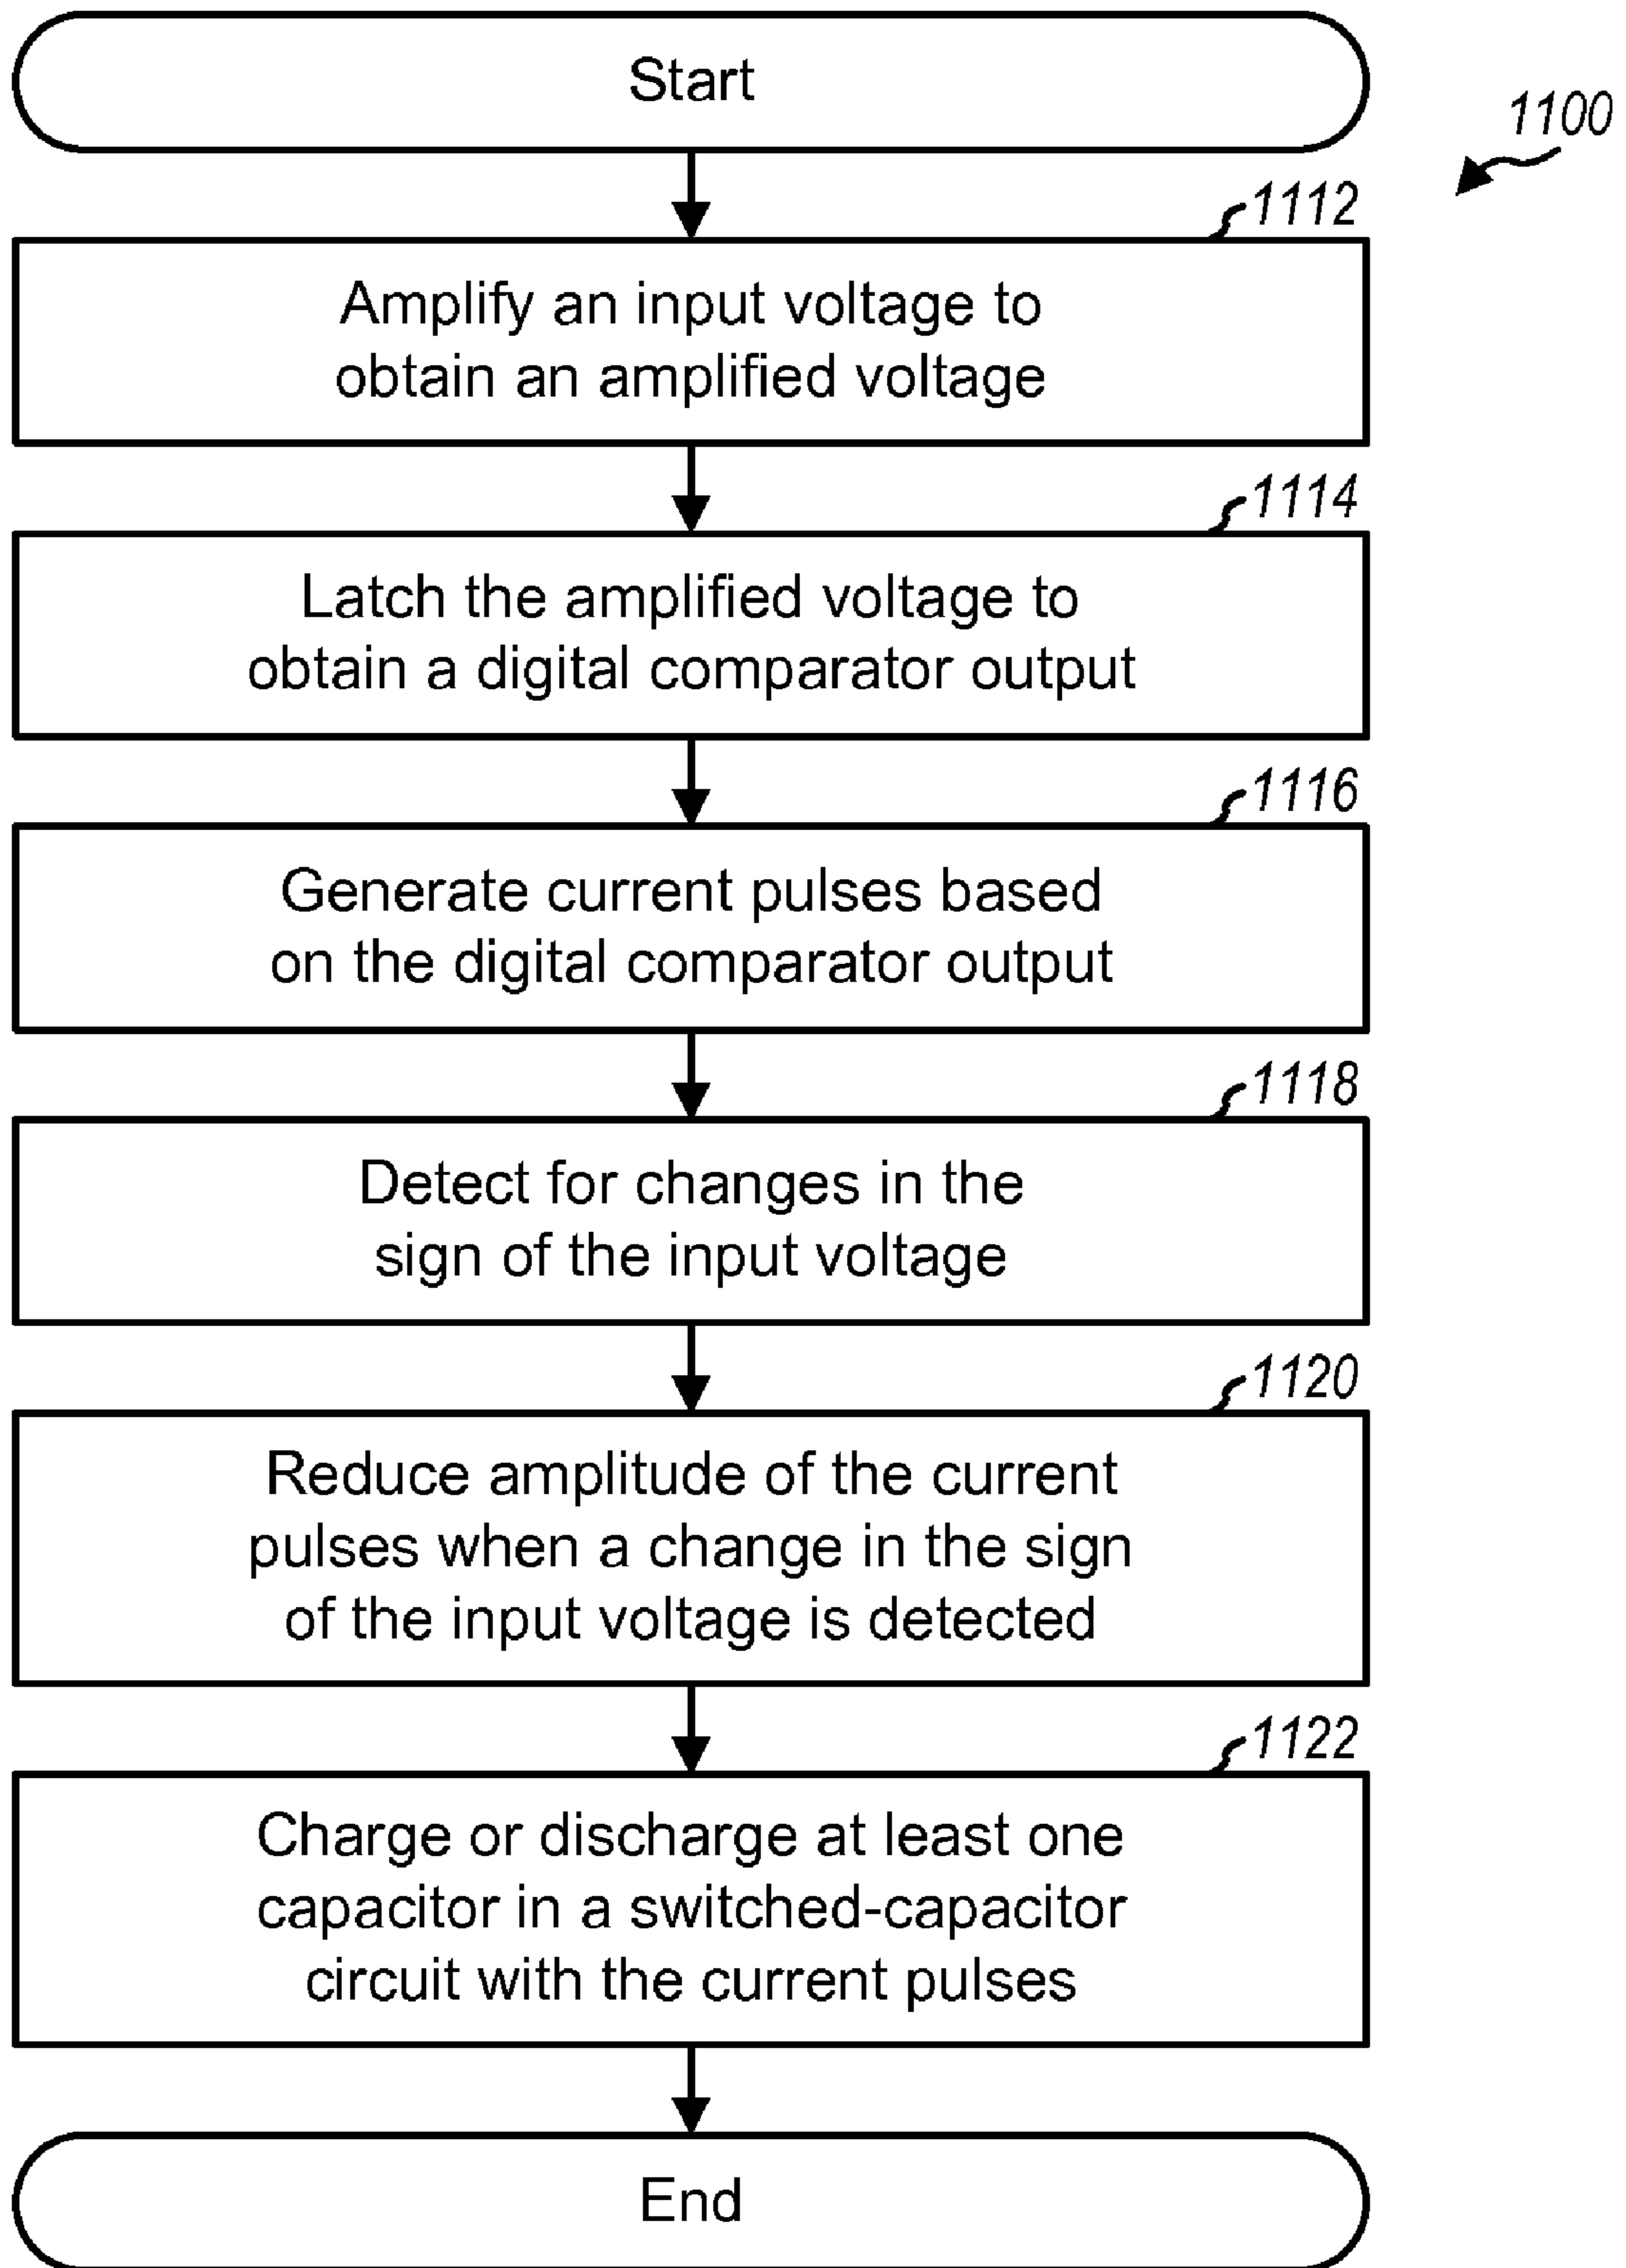 Start
1100
1112
Amplify an input voltage to
obtain an amplified voltage
1114
Latch the amplified voltage to
obtain a digital comparator output
1116
Generate current pulses based
on the digital comparator output
1118
Detect for changes in the
sign of the input voltage
1120
Reduce amplitude of the current
pulses when a change in the sign
of the input voltage is detected
1122
Charge or discharge at least one
capacitor in a switched-capacitor
circuit with the current pulses
End